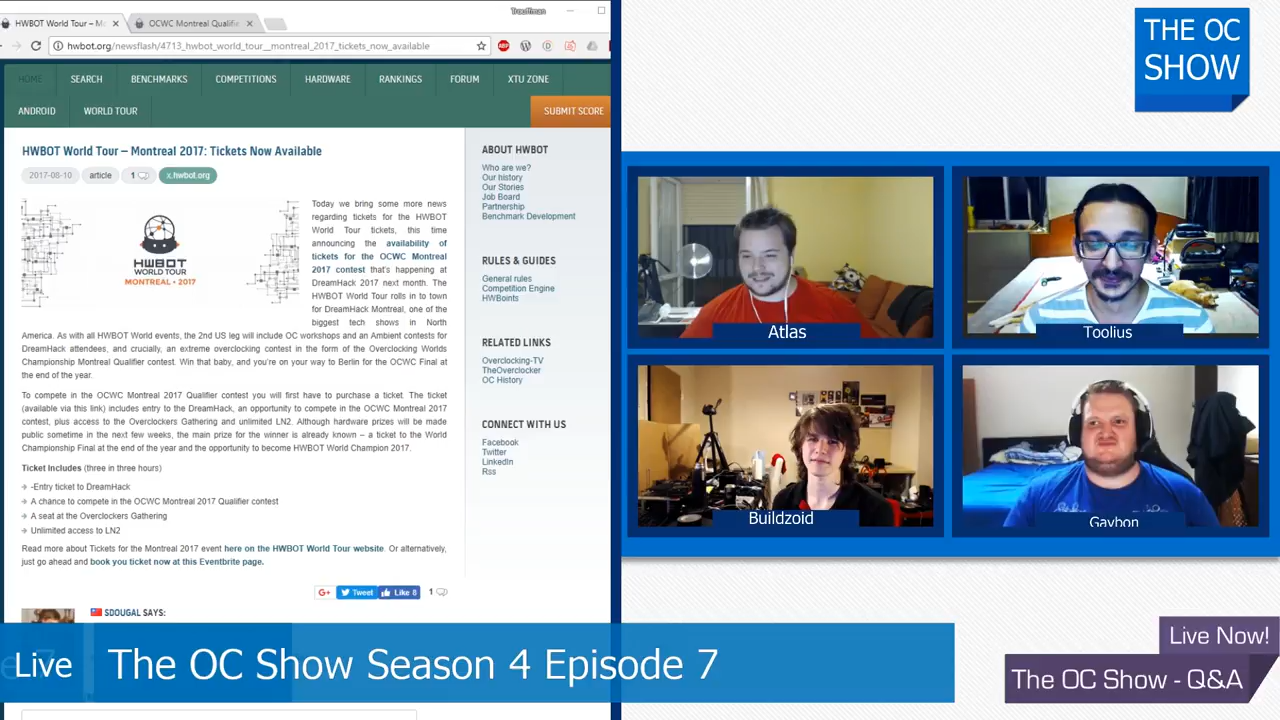 Trouffman
HWBOT World Tour – Mo
OCWC Montreal Qualifie
hwbot.org/newsflash/4713_hwbot_world_tour__montreal_2017_tickets_now_available
ABP
HOME
SEARCH
BENCHMARKS
COMPETITIONS
HARDWARE
RANKINGS
FORUM
XTU ZONE
ANDROID
WORLD TOUR
SUBMIT SCORE
HWBOT World Tour – Montreal 2017: Tickets Now Available
2017-08-10
article
1
x.hwbot.org
HWBOT
WORLD TOUR
MONTREAL • 2017
Today we bring some more news
regarding tickets for the HWBOT
World Tour tickets, this time
announcing the availability of
tickets for the OCWC Montreal
2017 contest that's happening at
DreamHack 2017 next month. The
HWBOT World Tour rolls in to town
for DreamHack Montreal, one of the
biggest tech shows in North
America. As with all HWBOT World events, the 2nd US leg will include OC workshops and an Ambient contests for
DreamHack attendees, and crucially, an extreme overclocking contest in the form of the Overclocking Worlds
Championship Montreal Qualifier contest. Win that baby, and you're on your way to Berlin for the OCWC Final at
the end of the year.
To compete in the OCWC Montreal 2017 Qualifier contest you will first have to purchase a ticket. The ticket
(available via this link) includes entry to the DreamHack, an opportunity to compete in the OCWC Montreal 2017
contest, plus access to the Overclockers Gathering and unlimited LN2. Although hardware prizes will be made
public sometime in the next few weeks, the main prize for the winner is already known – a ticket to the World
Championship Final at the end of the year and the opportunity to become HWBOT World Champion 2017.
Ticket Includes (three in three hours)
-Entry ticket to DreamHack
A chance to compete in the OCWC Montreal 2017 Qualifier contest
A seat at the Overclockers Gathering
Unlimited access to LN2
Read more about Tickets for the Montreal 2017 event here on the HWBOT World Tour website. Or alternatively,
just go ahead and book you ticket now at this Eventbrite page.
G+
Tweet
Like 8
1
SDOUGAL SAYS:
ABOUT HWBOT
Who are we?
Our history
Our Stories
Job Board
Partnership
Benchmark Development
RULES & GUIDES
General rules
Competition Engine
HWBoints
RELATED LINKS
Overclocking-TV
TheOverclocker
OC History
CONNECT WITH US
Facebook
Twitter
LinkedIn
Rss
THE OC
SHOW
Atlas
Toolius
Buildzoid
Gavbon
e 7
Live
The OC Show Season 4 Episode 7
Live Now!
The OC Show - Q&A